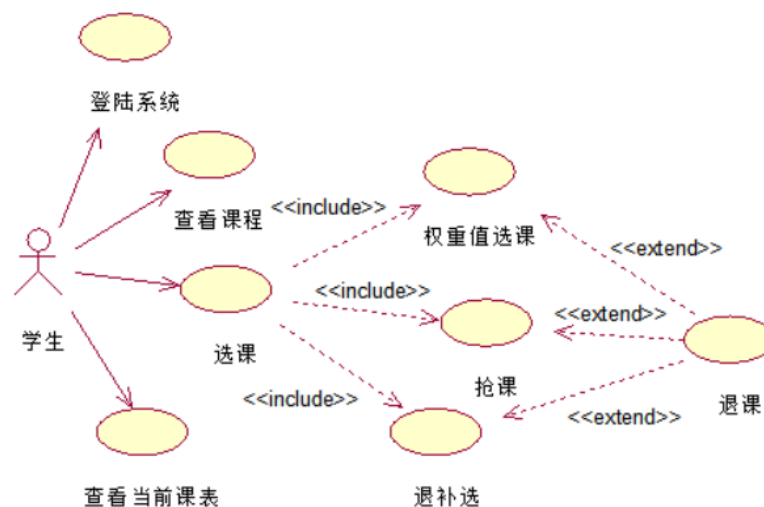 登陆系统
查看课程
<<include>>
权重值选课
<<extend>>
<<include>>
<<extend>>
学生
选课
抢课
退课
<<include>>
<<extend>>
查看当前课表
退补选